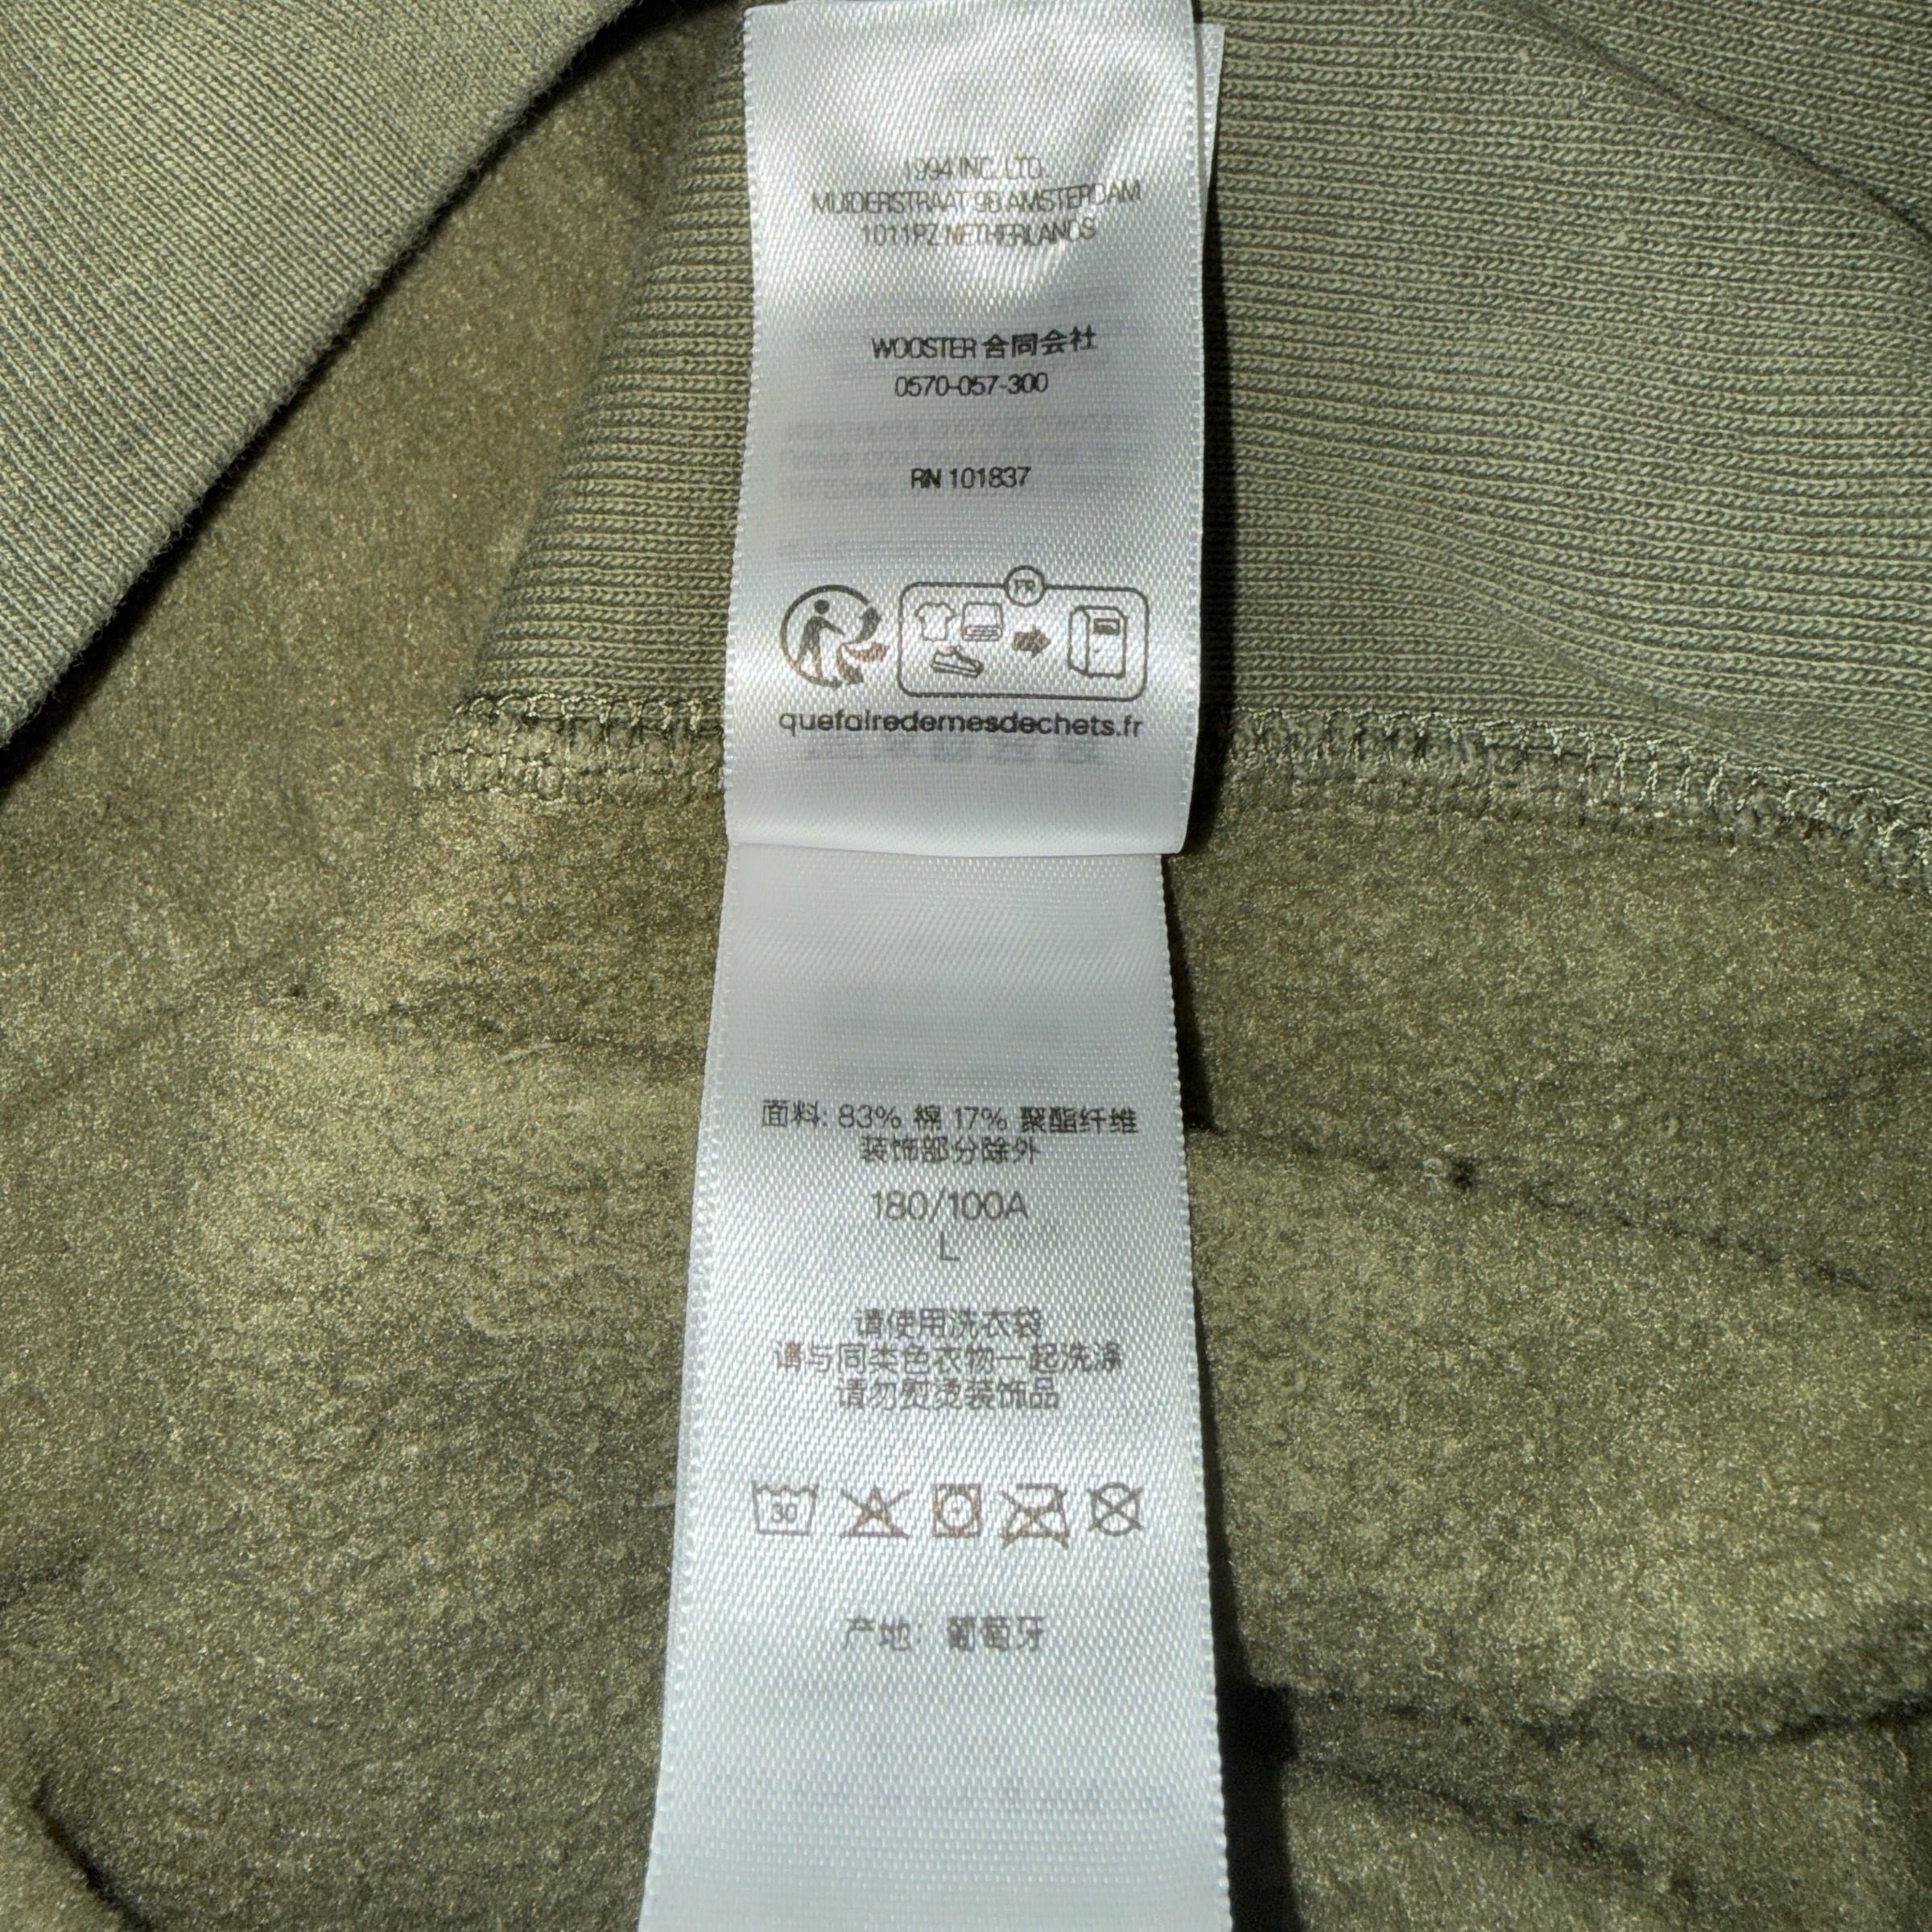 1994 INC. LTD.
MUIDERSTRAAT 9B AMSTERDAM
1011PZ NETHERLANDS
WOOSTER 合同会社
0570-057-300
RN 101837
FR
quefairedemesdechets.fr
面料: 83% 棉 17% 聚酯纤维
装饰部分除外
180/100A
L
请使用洗衣袋
请与同类色衣物一起洗涤
请勿熨烫装饰品
30
产地: 葡萄牙